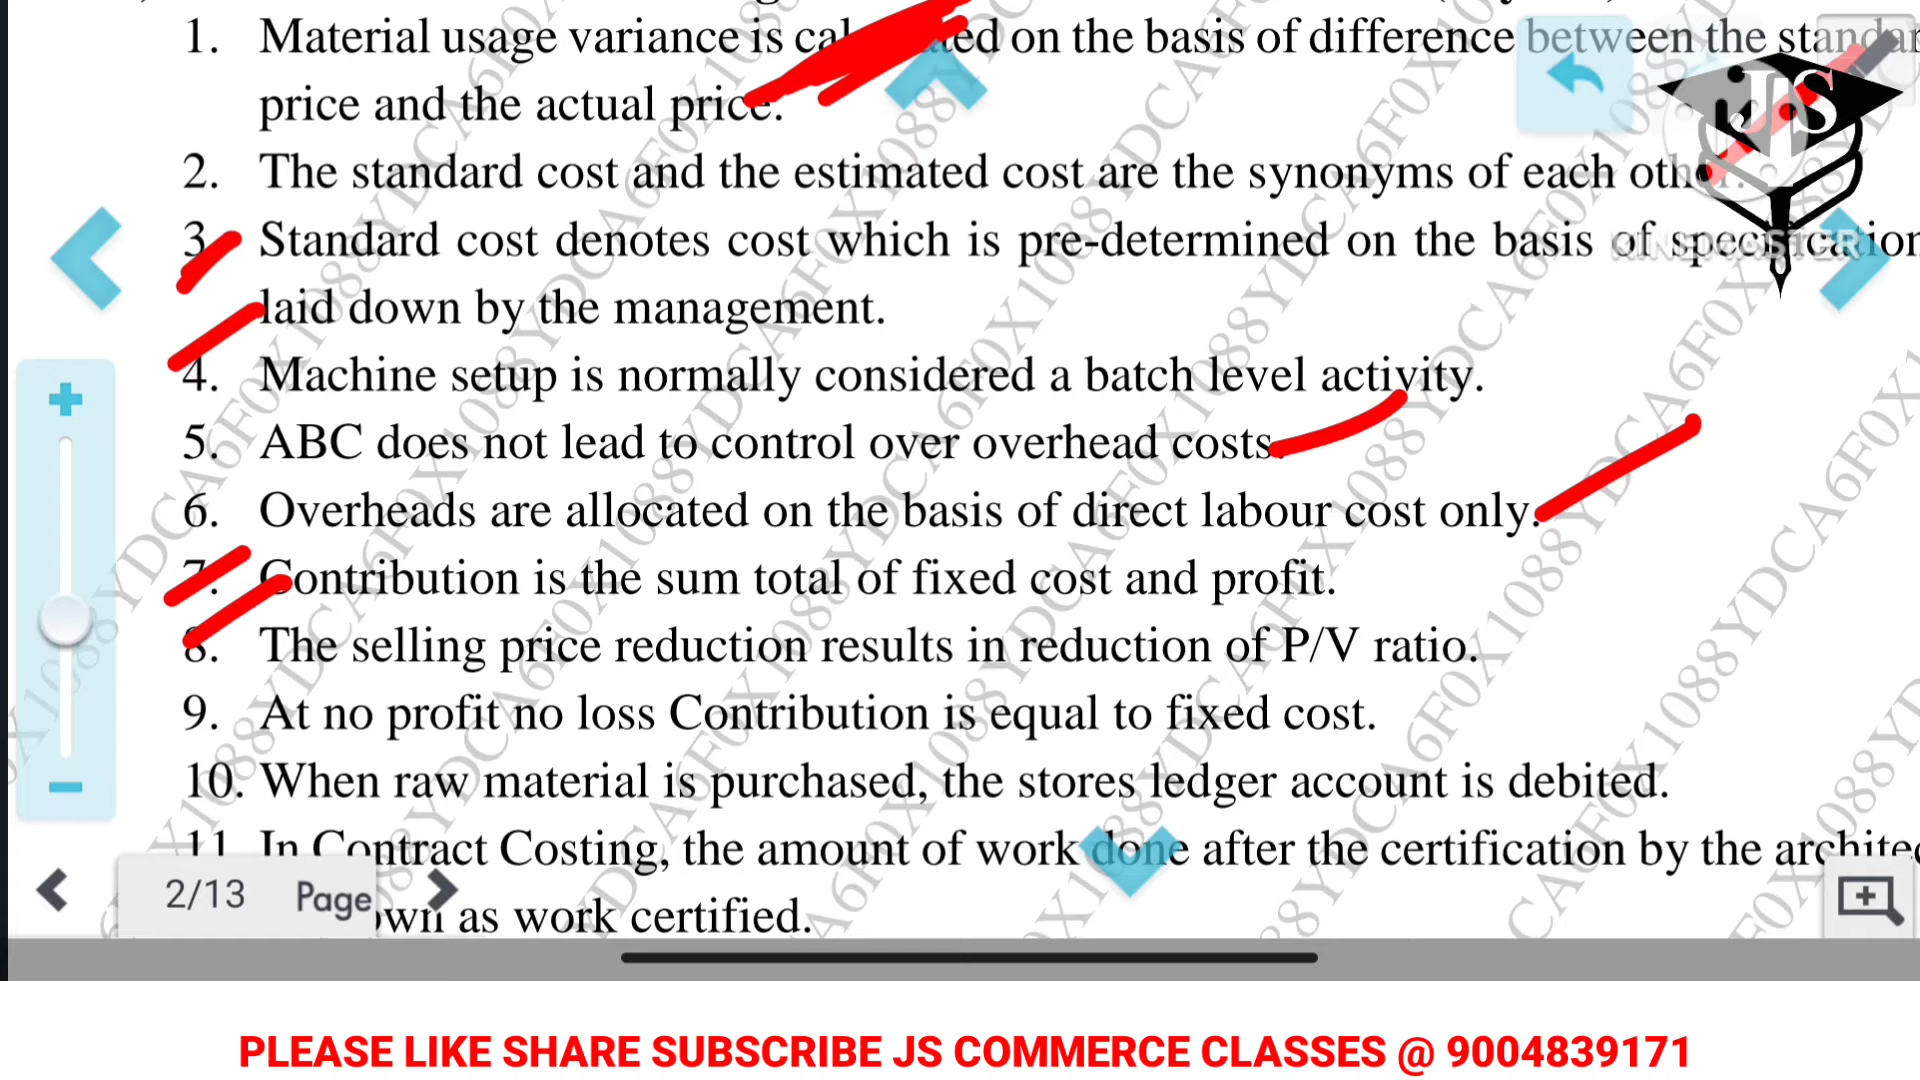 1. Material usage variance is on the basis of difference between the standar
price and the actual price.
2. The standard cost and the estimated cost are the synonyms of each other.
3. Standard cost denotes cost which is pre-determined on the basis of specification
laid down by the management.
4. Machine setup is normally considered a batch level activity.
5. ABC does not lead to control over overhead costs.
6. Overheads are allocated on the basis of direct labour cost only.
7. Contribution is the sum total of fixed cost and profit.
8. The selling price reduction results in reduction of P/V ratio.
9. At no profit no loss Contribution is equal to fixed cost.
10. When raw material is purchased, the stores ledger account is debited.
11. In Contract Costing, the amount of work done after the certification by the archite
own as work certified.
JS
KINEMASTER
2/13 Page
PLEASE LIKE SHARE SUBSCRIBE JS COMMERCE CLASSES @ 9004839171